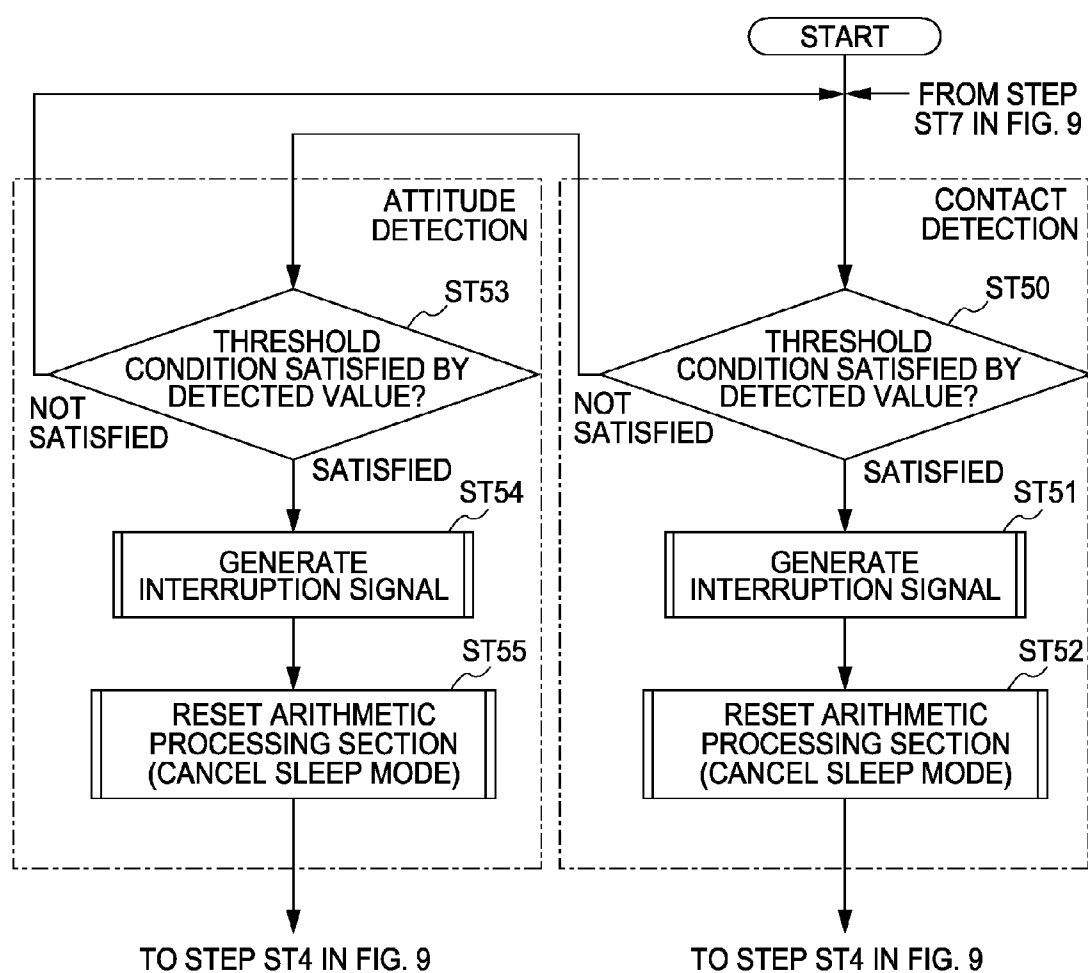 START
FROM STEP
ST7 IN FIG. 9
ATTITUDE
DETECTION
CONTACT
DETECTION
ST53
THRESHOLD
CONDITION SATISFIED BY
DETECTED VALUE?
NOT
SATISFIED
SATISFIED
ST50
THRESHOLD
CONDITION SATISFIED BY
DETECTED VALUE?
NOT
SATISFIED
SATISFIED
ST54
GENERATE
INTERRUPTION SIGNAL
ST51
GENERATE
INTERRUPTION SIGNAL
ST55
RESET ARITHMETIC
PROCESSING SECTION
(CANCEL SLEEP MODE)
ST52
RESET ARITHMETIC
PROCESSING SECTION
(CANCEL SLEEP MODE)
TO STEP ST4 IN FIG. 9
TO STEP ST4 IN FIG. 9